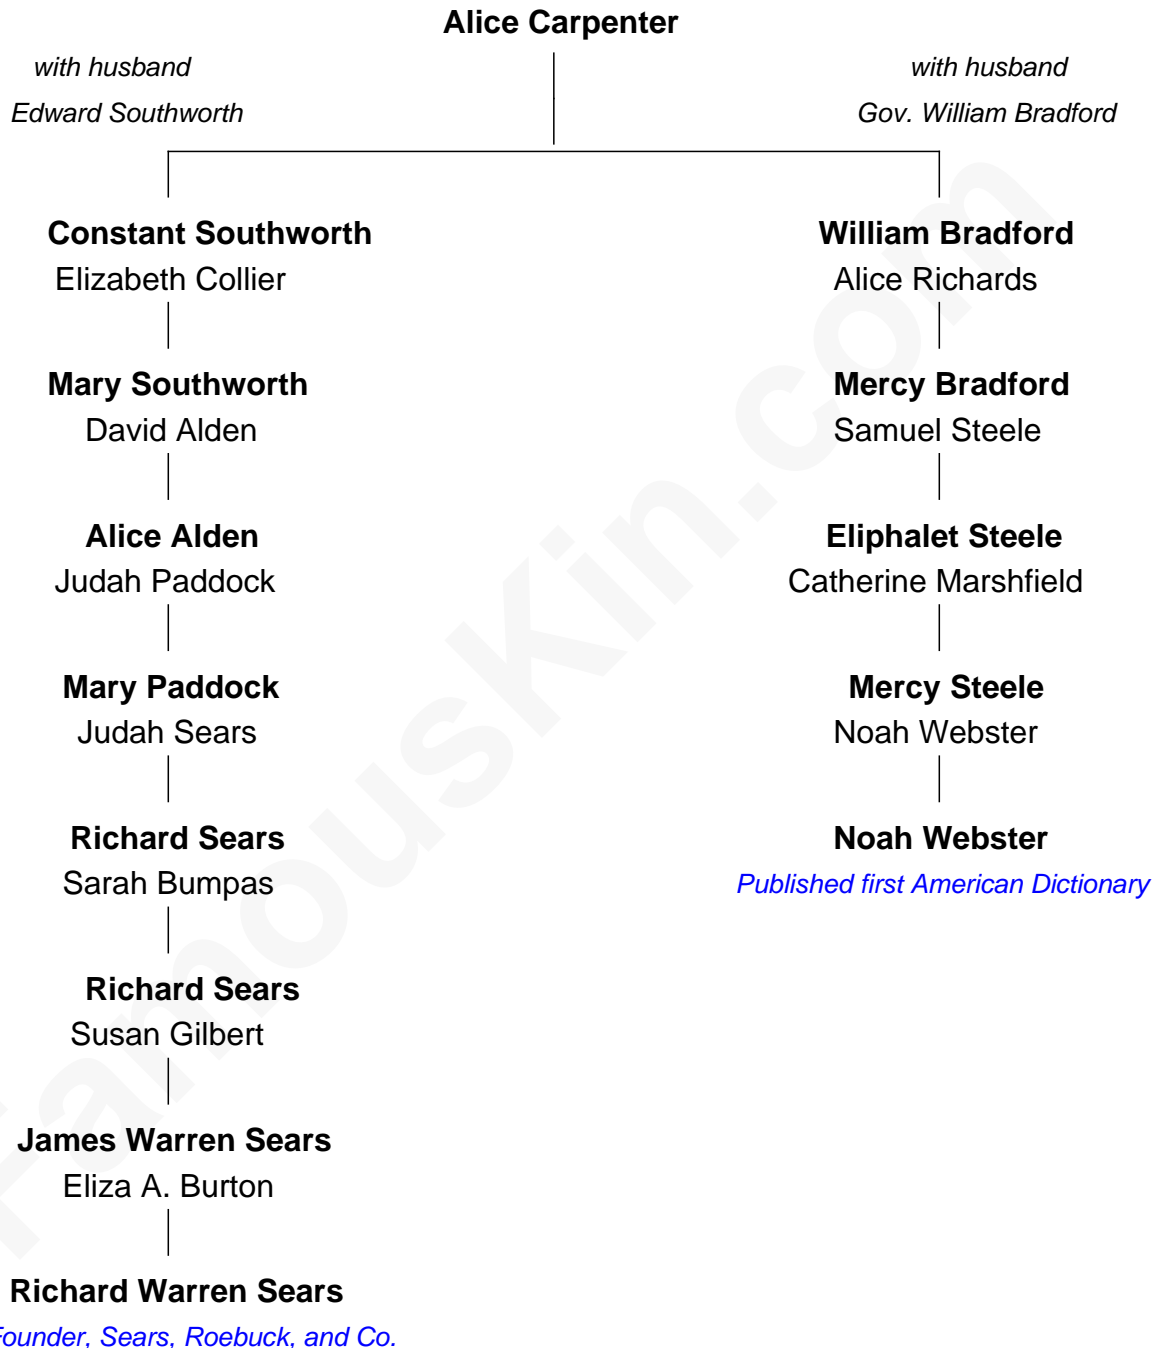 Alice Carpenter
with husband
Edward Southworth
with husband
Gov. William Bradford
Constant Southworth
Elizabeth Collier
William Bradford
Alice Richards
Mary Southworth
David Alden
Mercy Bradford
Samuel Steele
Alice Alden
Judah Paddock
Eliphalet Steele
Catherine Marshfield
Mary Paddock
Judah Sears
Mercy Steele
Noah Webster
Richard Sears
Sarah Bumpas
Noah Webster
Published first American Dictionary
Richard Sears
Susan Gilbert
James Warren Sears
Eliza A. Burton
Richard Warren Sears
Founder, Sears, Roebuck, and Co.
FamousKin.com